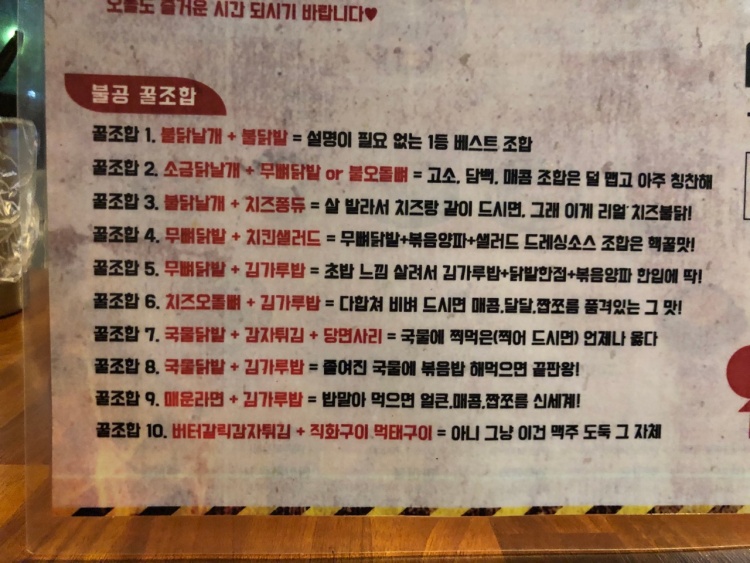 오늘도 즐거운 시간 되시기 바랍니다♥
불공 꿀조합
꿀조합 1. 불닭날개 + 불닭발 = 설명이 필요 없는 1등 베스트 조합
꿀조합 2. 소금닭날개 + 무뼈닭발 or 불오돌뼈 = 고소, 담백, 매콤 조합은 덜 맵고 아주 칭찬해
꿀조합 3. 불닭날개 + 치즈퐁듀 = 살 발라서 치즈랑 같이 드시면, 그래 이게 리얼 치즈불닭!
꿀조합 4. 무뼈닭발 + 치킨샐러드 = 무뼈닭발+볶음양파+샐러드 드레싱소스 조합은 핵꿀맛!
꿀조합 5. 무뼈닭발 + 김가루밥 = 초밥 느낌 살려서 김가루밥+닭발한점+볶음양파 한입에 딱!
꿀조합 6. 치즈오돌뼈 + 김가루밥 = 다합쳐 비벼 드시면 매콤,달달,짭쪼름 품격있는 그 맛!
꿀조합 7. 국물닭발 + 감자튀김 + 당면사리 = 국물에 찍먹은(찍어 드시면) 언제나 옳다
꿀조합 8. 국물닭발 + 김가루밥 = 졸여진 국물에 볶음밥 해먹으면 끝판왕!
꿀조합 9. 매운라면 + 김가루밥 = 밥말아 먹으면 얼큰,매콤,짭쪼름 신세계!
꿀조합 10. 버터갈릭감자튀김 + 직화구이 먹태구이 = 아니 그냥 이건 맥주 도둑 그 자체